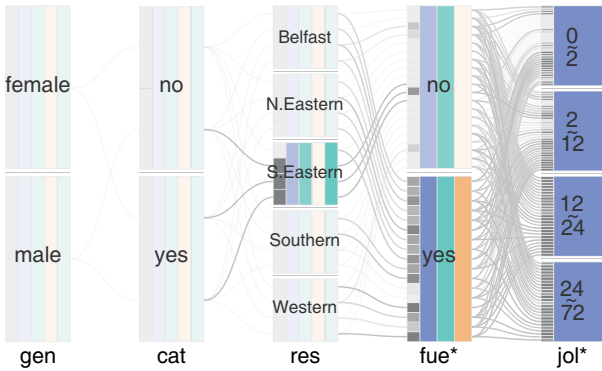 female
male
gen
no
yes
cat
Belfast
N.Eastern
S.Eastern
Southern
Western
res
no
yes
fue*
0
~
2
2
~
12
12
~
24
24
~
72
jol*